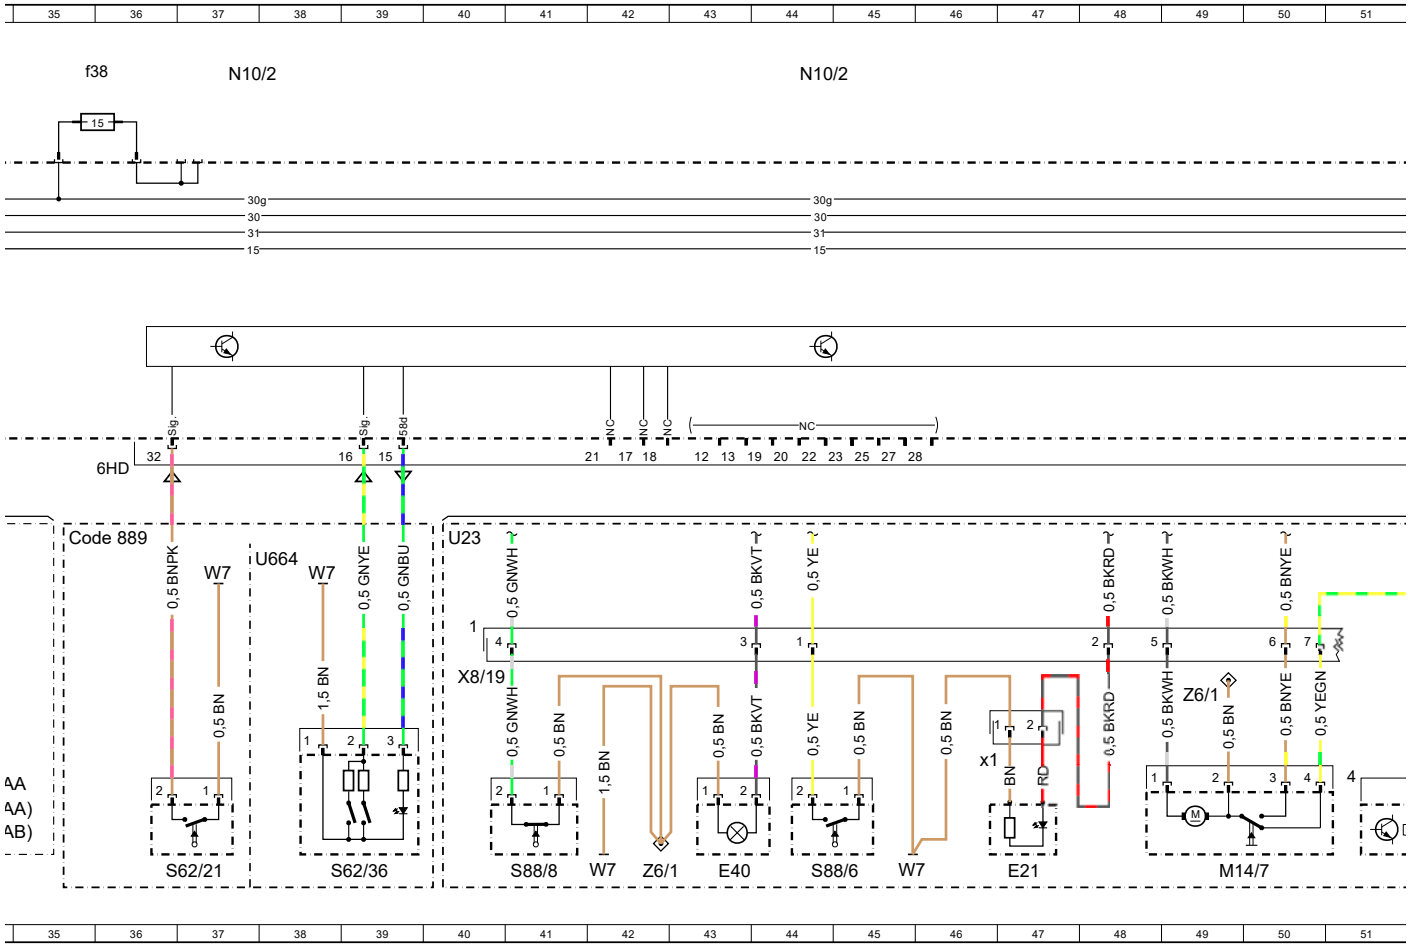 35 36 37 38 39 40 41 42 43 44 45 46 47 48 49 50 51
f38 N10/2 N10/2
15
30g 30g
30 30
31 31
15 15
Sig. Sig. 58d NC NC NC NC
6HD 32 16 15 21 17 18 12 13 19 20 22 23 25 27 28
Code 889 U664 U23
W7 W7
0,5 BNPK 0,5 GNYE 0,5 GNBU 0,5 GNWH 0,5 BKVT 0,5 YE 0,5 BKRD 0,5 BKWH 0,5 BNYE
1 4 3 1 2 5 6 7
X8/19
0,5 BN 1,5 BN 0,5 GNWH 0,5 BN 1,5 BN 0,5 BN 0,5 BKVT 0,5 YE 0,5 BN 0,5 BN 0,5 BKRD 0,5 BKWH 0,5 BN 0,5 BNYE 0,5 YEGN
Z6/1
1 2 3 1 2
x1
BN RD
AA
AA)
AB)
2 1 2 1 1 2 2 1 1 2 3 4 4
M
S62/21 S62/36 S88/8 W7 Z6/1 E40 S88/6 W7 E21 M14/7
35 36 37 38 39 40 41 42 43 44 45 46 47 48 49 50 51